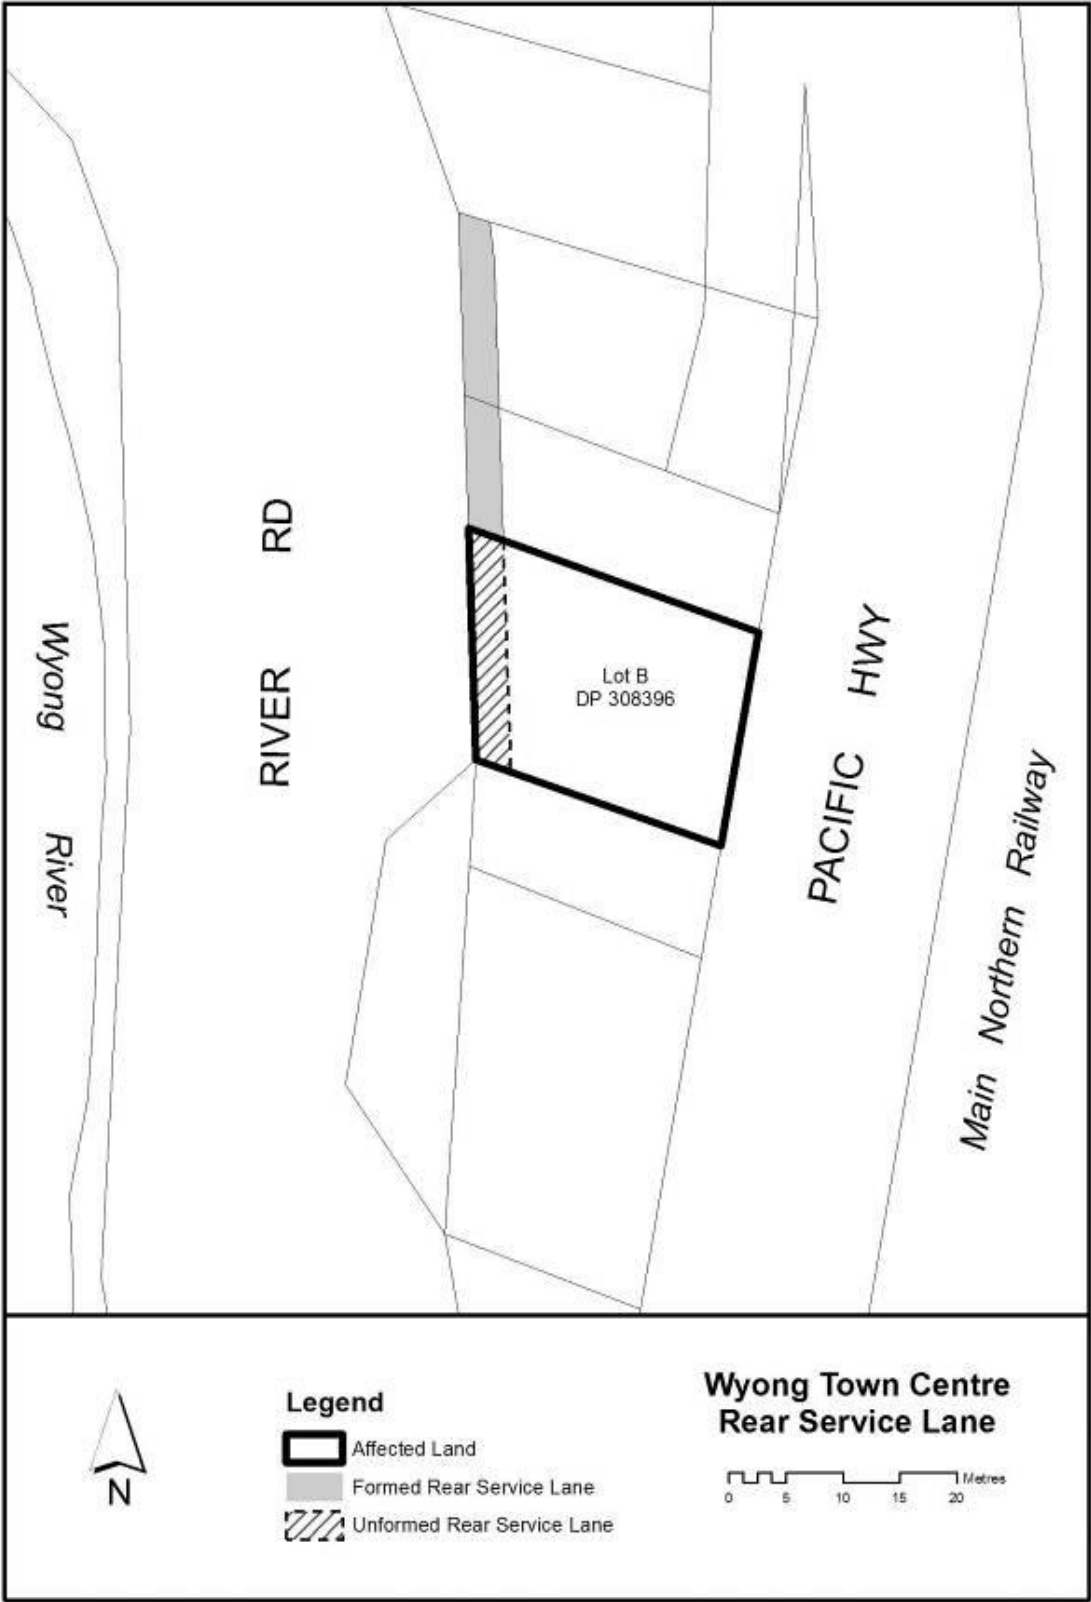 RIVER RD
Wyong River
Lot B
DP 308396
PACIFIC HWY
Main Northern Railway
N
Legend
Affected Land
Formed Rear Service Lane
Unformed Rear Service Lane
Wyong Town Centre
Rear Service Lane
Metres
0 5 10 15 20